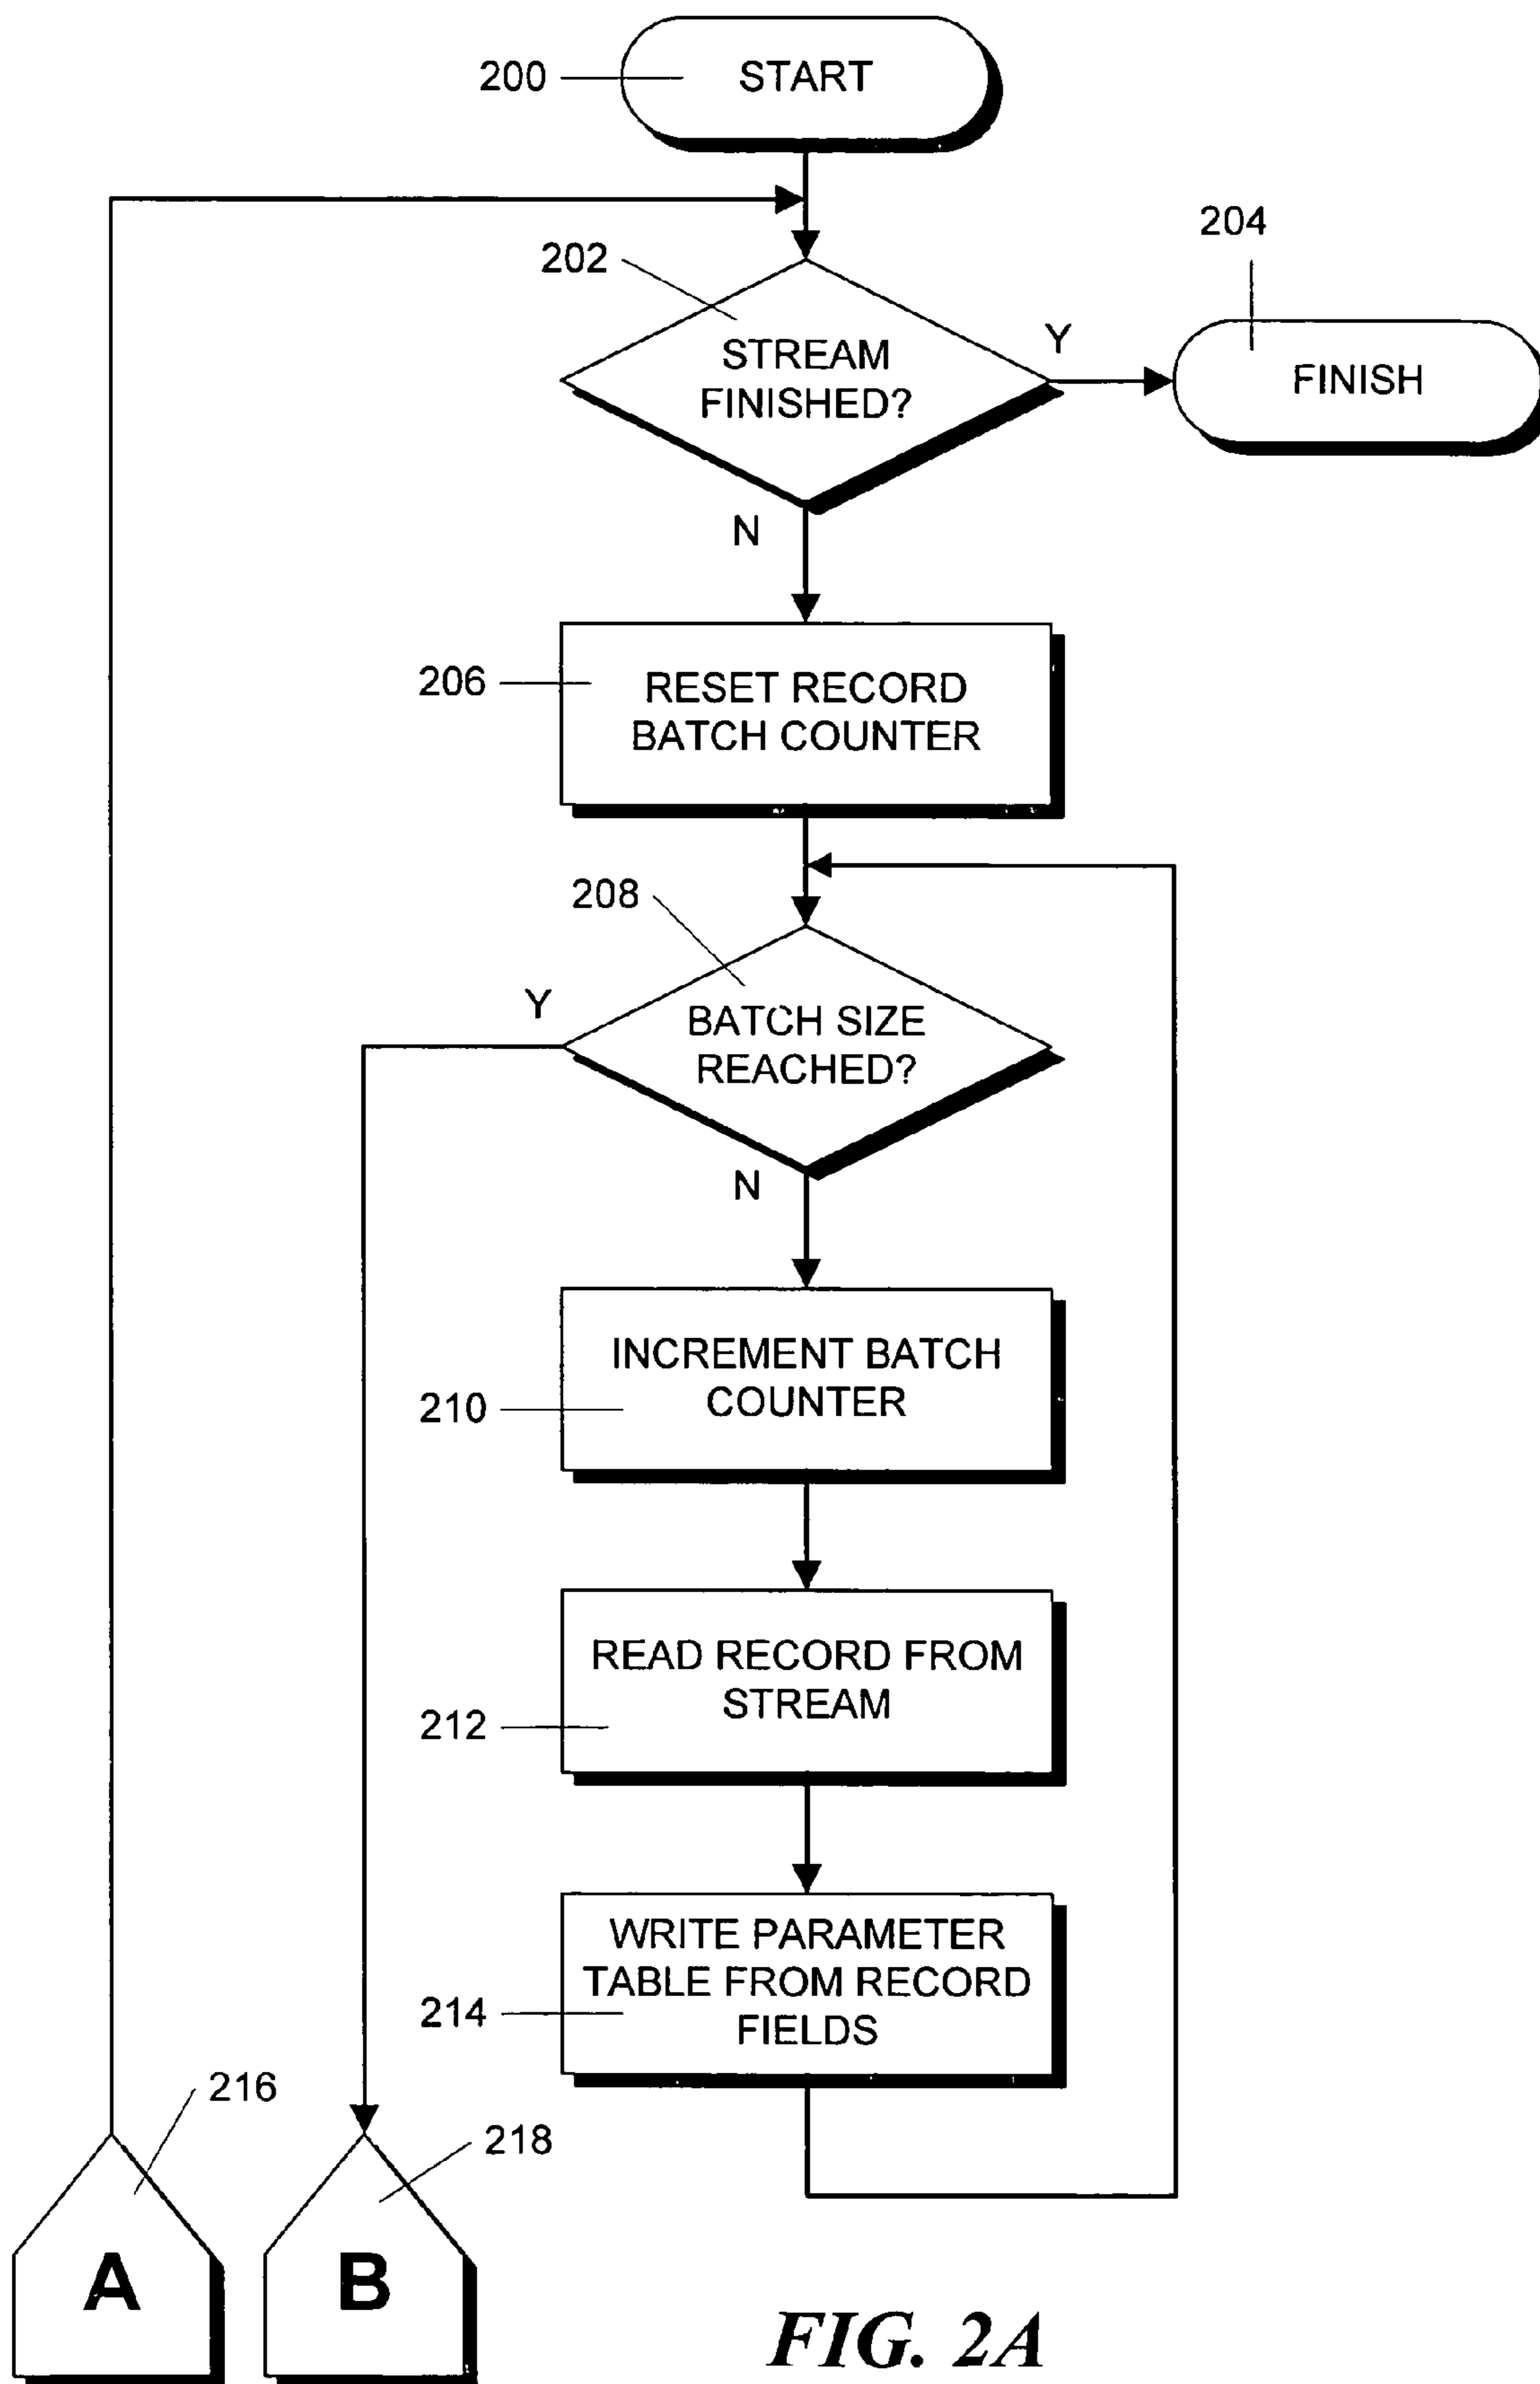 200
START
204
202
STREAM
FINISHED?
Y
FINISH
N
206
RESET RECORD
BATCH COUNTER
208
Y
BATCH SIZE
REACHED?
N
INCREMENT BATCH
COUNTER
210
READ RECORD FROM
STREAM
212
WRITE PARAMETER
TABLE FROM RECORD
FIELDS
214
216
218
A
B
FIG. 2A